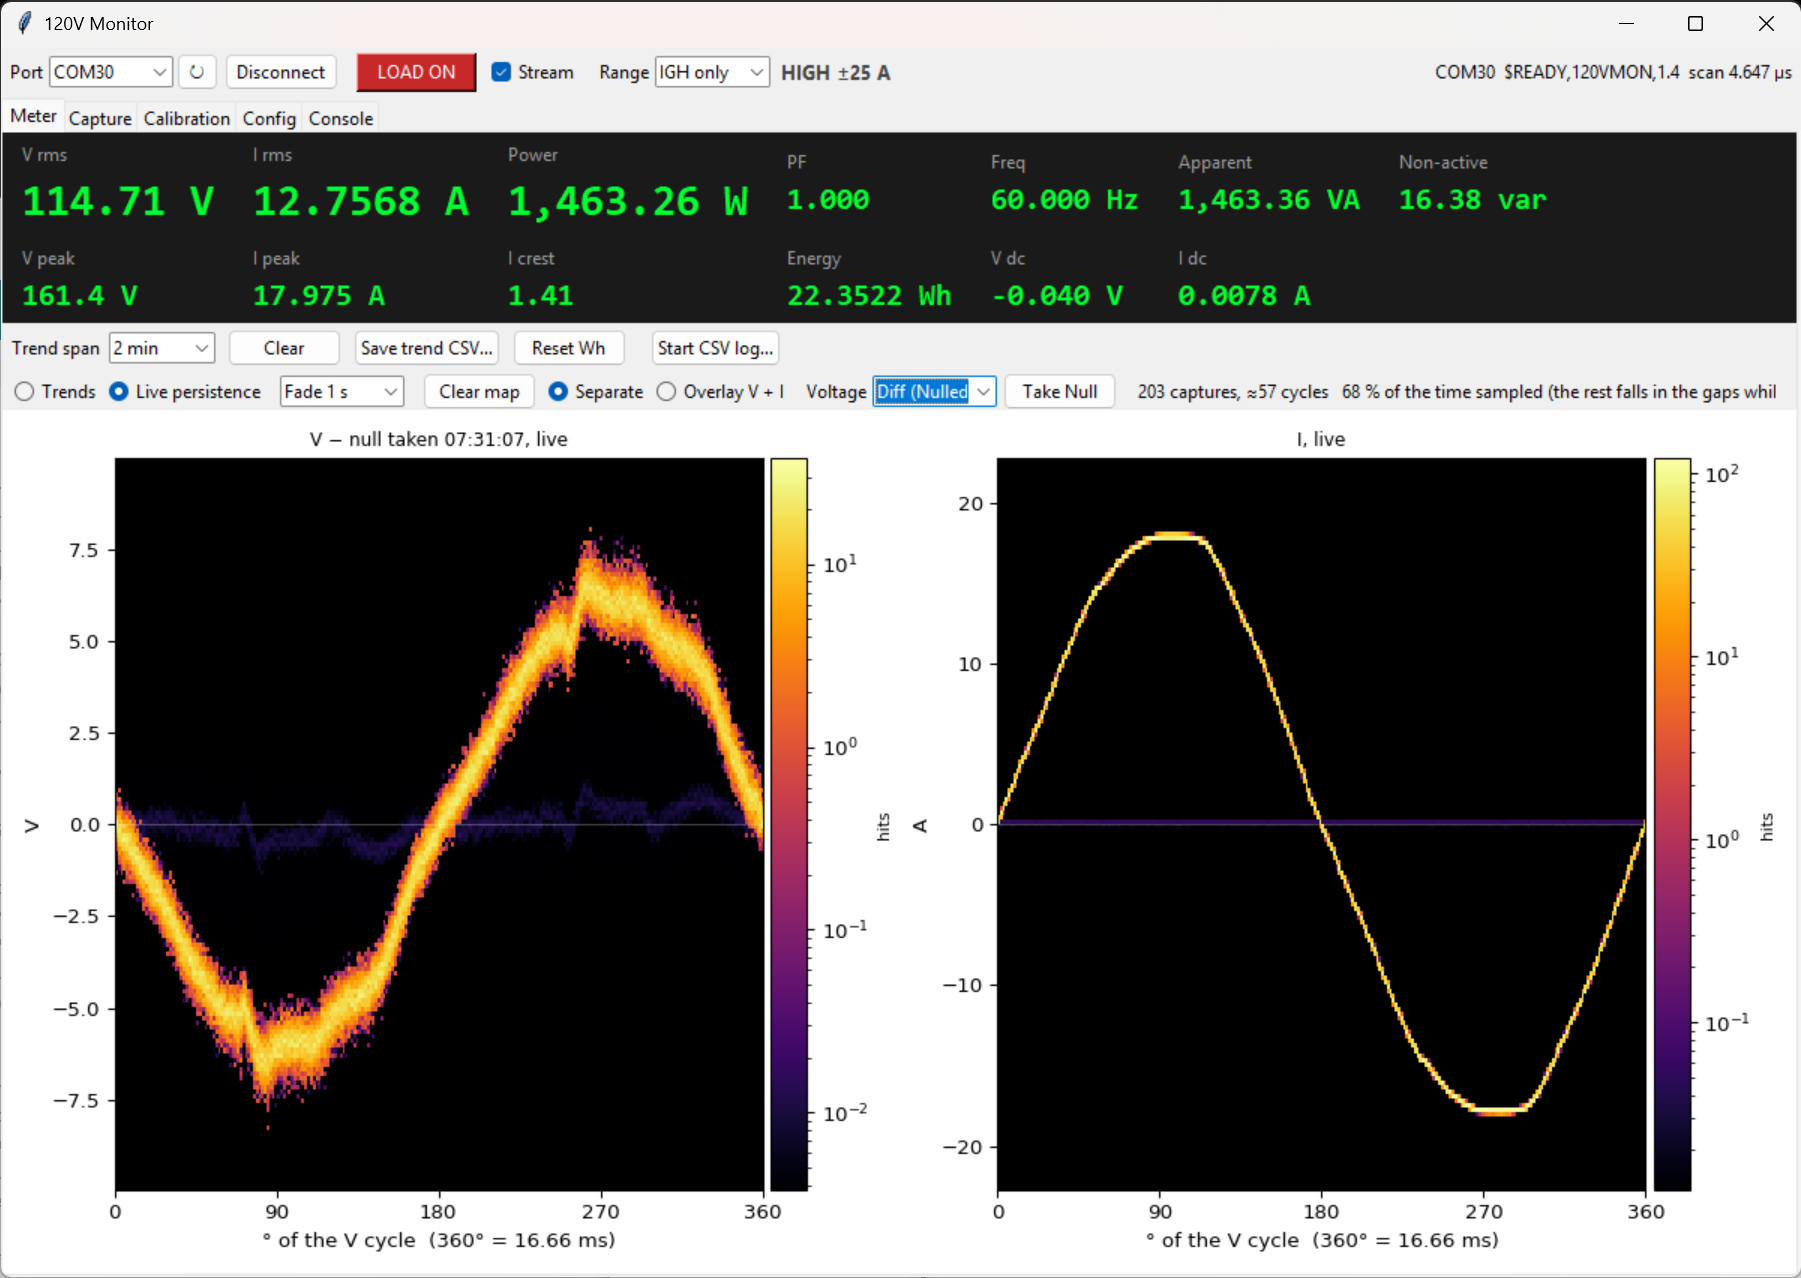 120V Monitor
Port COM30 Disconnect LOAD ON Stream Range IGH only HIGH ±25 A COM30 $READY,120VMON,1.4 scan 4.647 µs
Meter Capture Calibration Config Console
V rms I rms Power PF Freq Apparent Non-active
114.71 V 12.7568 A 1,463.26 W 1.000 60.000 Hz 1,463.36 VA 16.38 var
V peak I peak I crest Energy V dc I dc
161.4 V 17.975 A 1.41 22.3522 Wh -0.040 V 0.0078 A
Trend span 2 min Clear Save trend CSV... Reset Wh Start CSV log...
Trends Live persistence Fade 1 s Clear map Separate Overlay V + I Voltage Diff (Nulled Take Null 203 captures, ≈57 cycles 68 % of the time sampled (the rest falls in the gaps whil
V − null taken 07:31:07, live
7.5
5.0
2.5
0.0
−2.5
−5.0
−7.5
V
0 90 180 270 360
° of the V cycle (360° = 16.66 ms)
10¹
10⁰
10⁻¹
10⁻²
hits
I, live
20
10
0
−10
−20
A
0 90 180 270 360
° of the V cycle (360° = 16.66 ms)
10²
10¹
10⁰
10⁻¹
hits